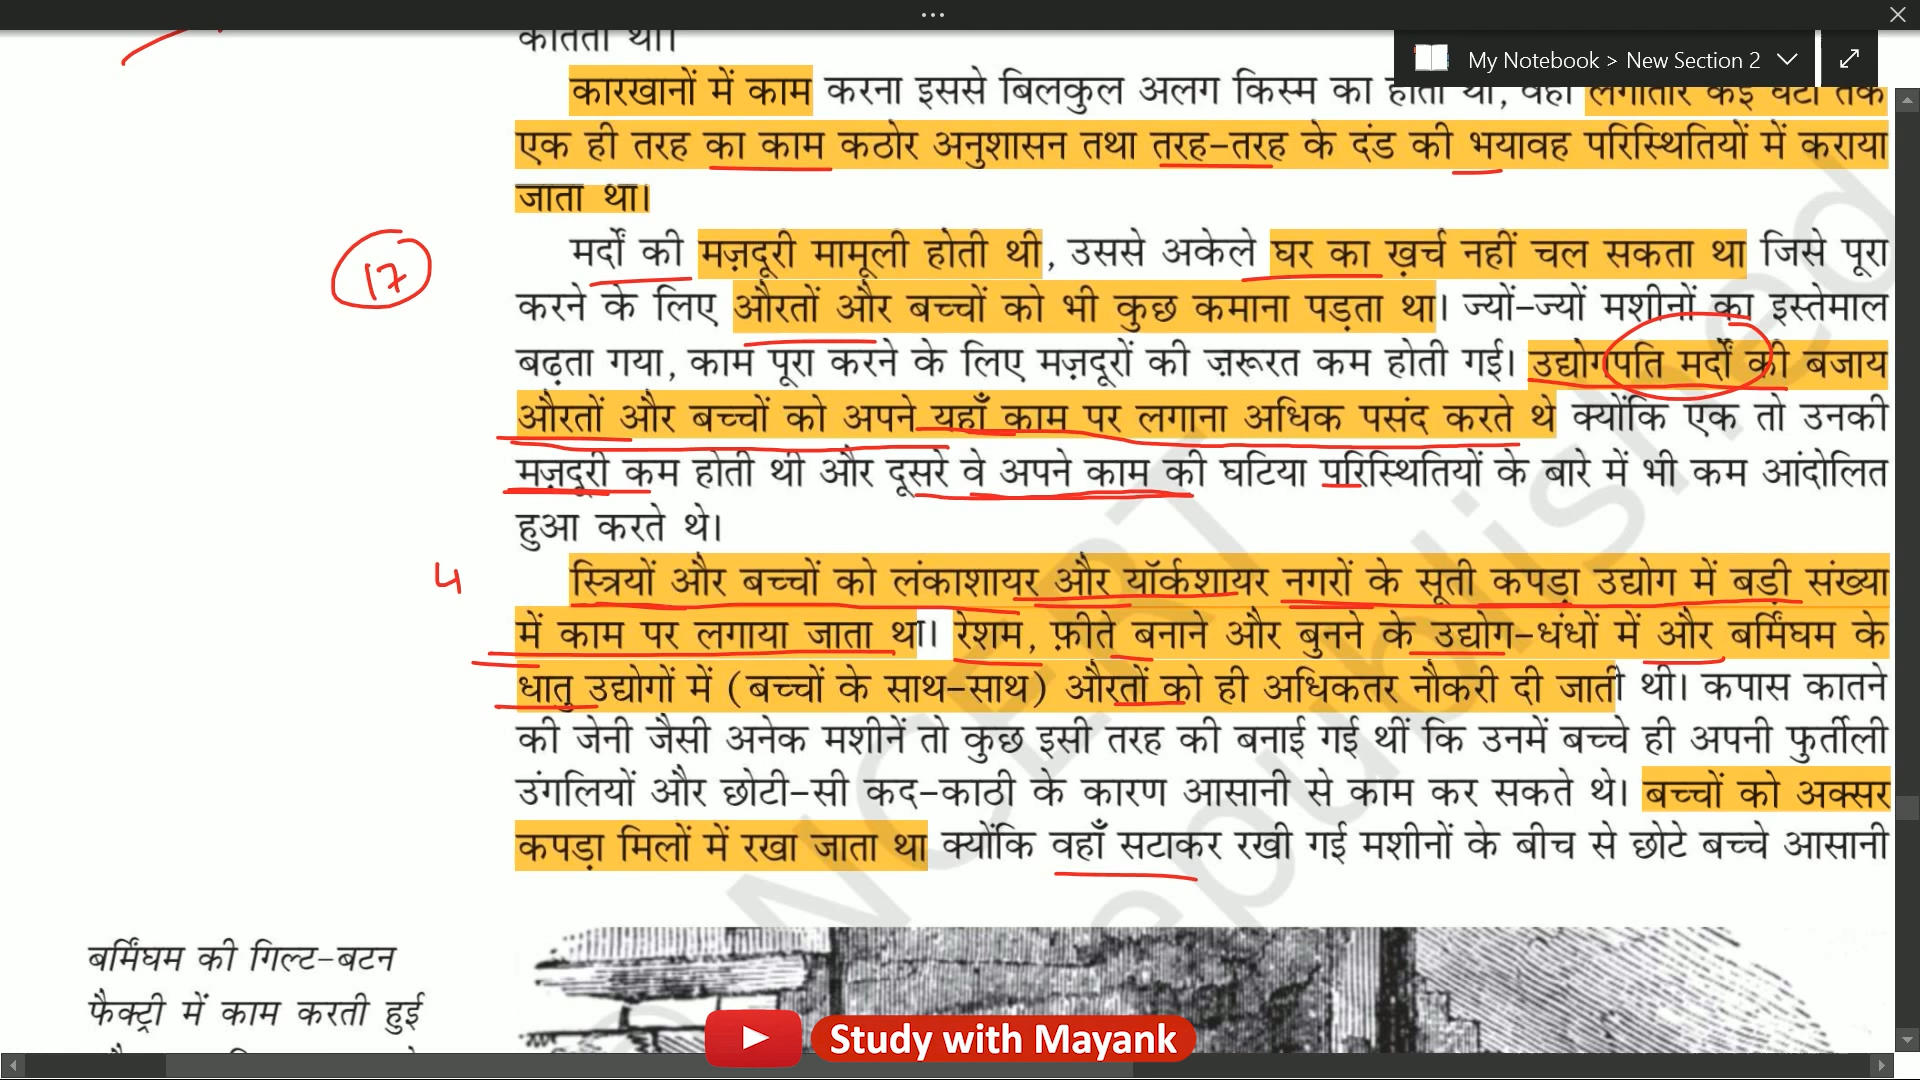 My Notebook > New Section 2
कातता था।
कारखानों में काम करना इससे बिलकुल अलग किस्म का होता था, वहाँ लगातार कई घंटों तक
एक ही तरह का काम कठोर अनुशासन तथा तरह-तरह के दंड की भयावह परिस्थितियों में कराया
जाता था।
17
मर्दों की मज़दूरी मामूली होती थी, उससे अकेले घर का ख़र्च नहीं चल सकता था जिसे पूरा
करने के लिए औरतों और बच्चों को भी कुछ कमाना पड़ता था। ज्यों-ज्यों मशीनों का इस्तेमाल
बढ़ता गया, काम पूरा करने के लिए मज़दूरों की ज़रूरत कम होती गई। उद्योगपति मर्दों की बजाय
औरतों और बच्चों को अपने यहाँ काम पर लगाना अधिक पसंद करते थे क्योंकि एक तो उनकी
मज़दूरी कम होती थी और दूसरे वे अपने काम की घटिया परिस्थितियों के बारे में भी कम आंदोलित
हुआ करते थे।
4
स्त्रियों और बच्चों को लंकाशायर और यॉर्कशायर नगरों के सूती कपड़ा उद्योग में बड़ी संख्या
में काम पर लगाया जाता था। रेशम, फ़ीते बनाने और बुनने के उद्योग-धंधों में और बर्मिंघम के
धातु उद्योगों में (बच्चों के साथ-साथ) औरतों को ही अधिकतर नौकरी दी जाती थी। कपास कातने
की जेनी जैसी अनेक मशीनें तो कुछ इसी तरह की बनाई गई थीं कि उनमें बच्चे ही अपनी फुर्तीली
उंगलियों और छोटी-सी कद-काठी के कारण आसानी से काम कर सकते थे। बच्चों को अक्सर
कपड़ा मिलों में रखा जाता था क्योंकि वहाँ सटाकर रखी गई मशीनों के बीच से छोटे बच्चे आसानी
बर्मिंघम की गिल्ट-बटन
फैक्ट्री में काम करती हुई
Study with Mayank
NCERT
republished